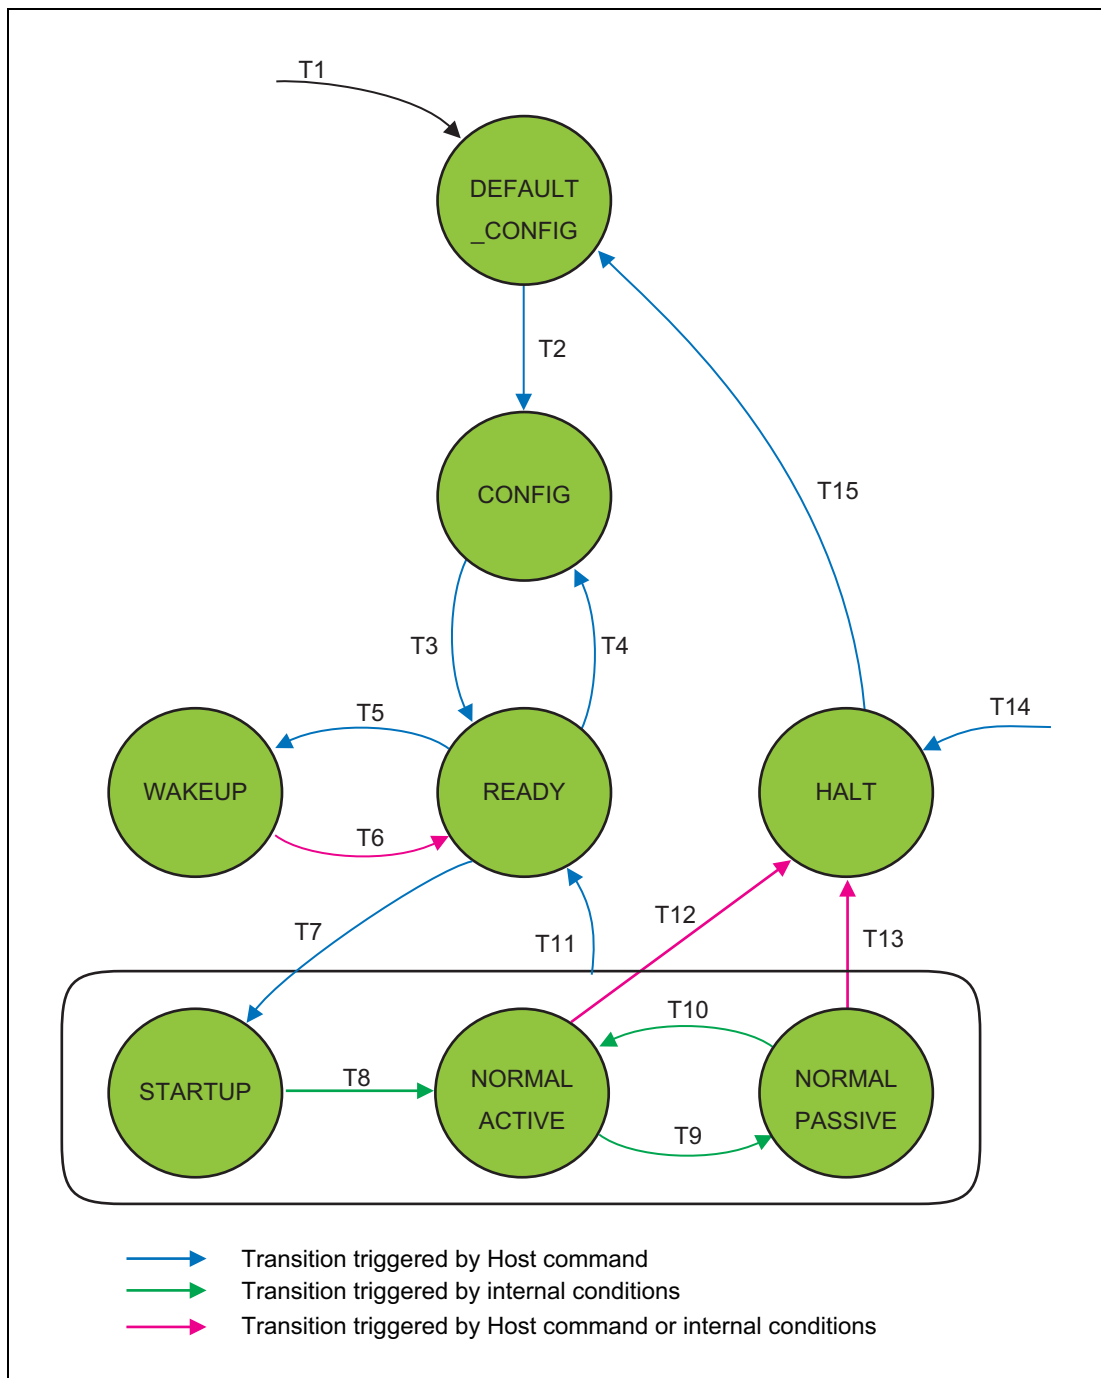 T1
DEFAULT
_CONFIG
T2
CONFIG
T15
T3
T4
T5
T14
WAKEUP
READY
HALT
T6
T12
T7
T11
T13
T10
STARTUP
T8
NORMAL
ACTIVE
NORMAL
PASSIVE
T9
Transition triggered by Host command
Transition triggered by internal conditions
Transition triggered by Host command or internal conditions